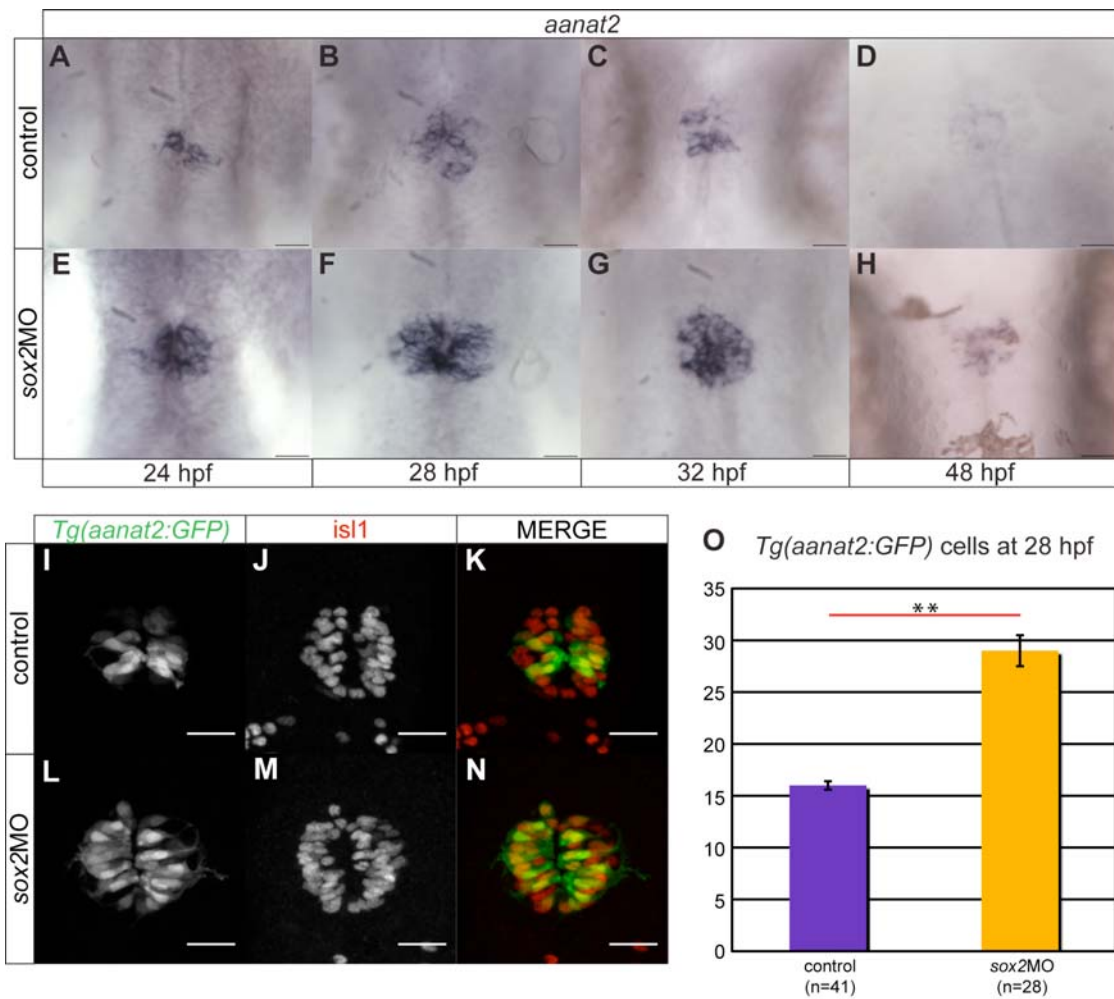 aanat2
control
A
B
C
D
sox2MO
E
F
G
H
24 hpf
28 hpf
32 hpf
48 hpf
Tg(aanat2:GFP)
isl1
MERGE
control
I
J
K
sox2MO
L
M
N
O
Tg(aanat2:GFP) cells at 28 hpf
35
30
25
20
15
10
5
0
**
control
(n=41)
sox2MO
(n=28)